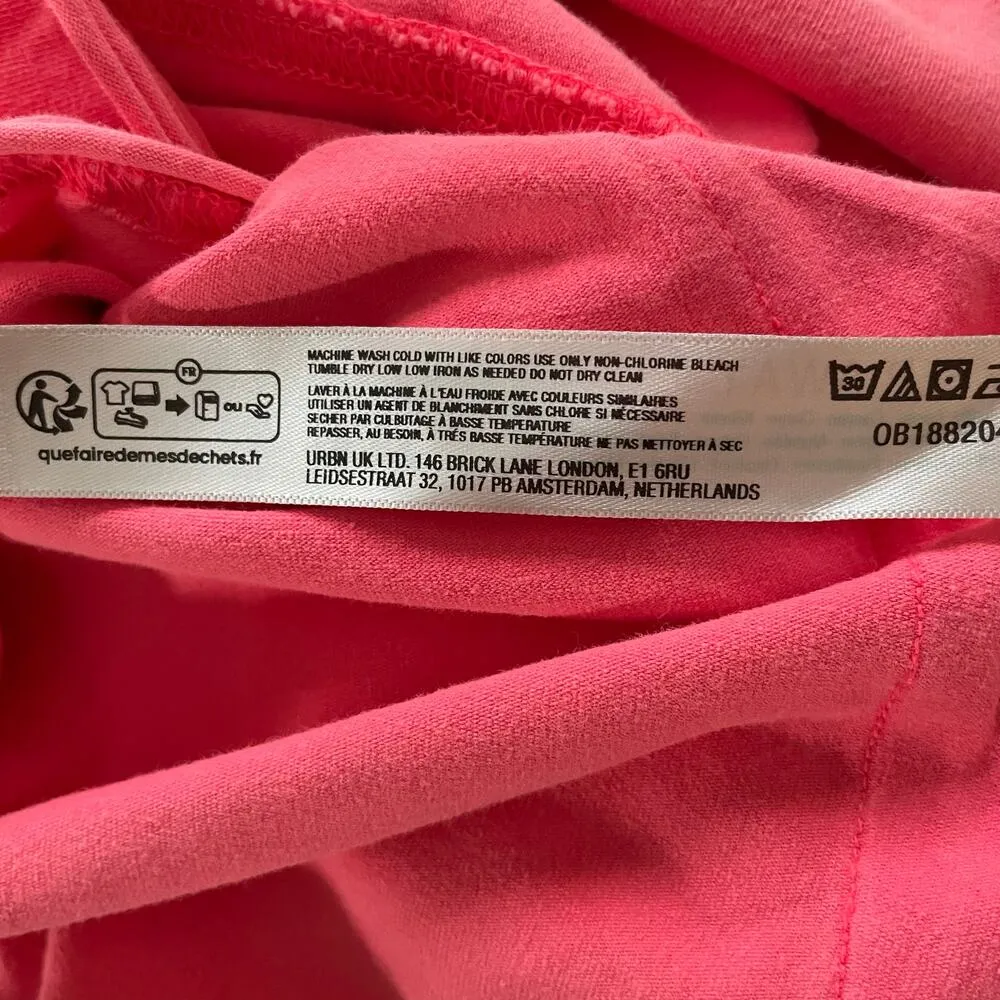 FR
OU
quefairedemesdechets.fr
MACHINE WASH COLD WITH LIKE COLORS USE ONLY NON-CHLORINE BLEACH
TUMBLE DRY LOW LOW IRON AS NEEDED DO NOT DRY CLEAN
LAVER À LA MACHINE À L'EAU FROIDE AVEC COULEURS SIMILAIRES
UTILISER UN AGENT DE BLANCHIMENT SANS CHLORE SI NÉCESSAIRE
SECHER PAR CULBUTAGE À BASSE TEMPERATURE
REPASSER, AU BESOIN, À TRÉS BASSE TEMPÉRATURE NE PAS NETTOYER À SEC
URBN UK LTD. 146 BRICK LANE LONDON, E1 6RU
LEIDSESTRAAT 32, 1017 PB AMSTERDAM, NETHERLANDS
30
OB188204